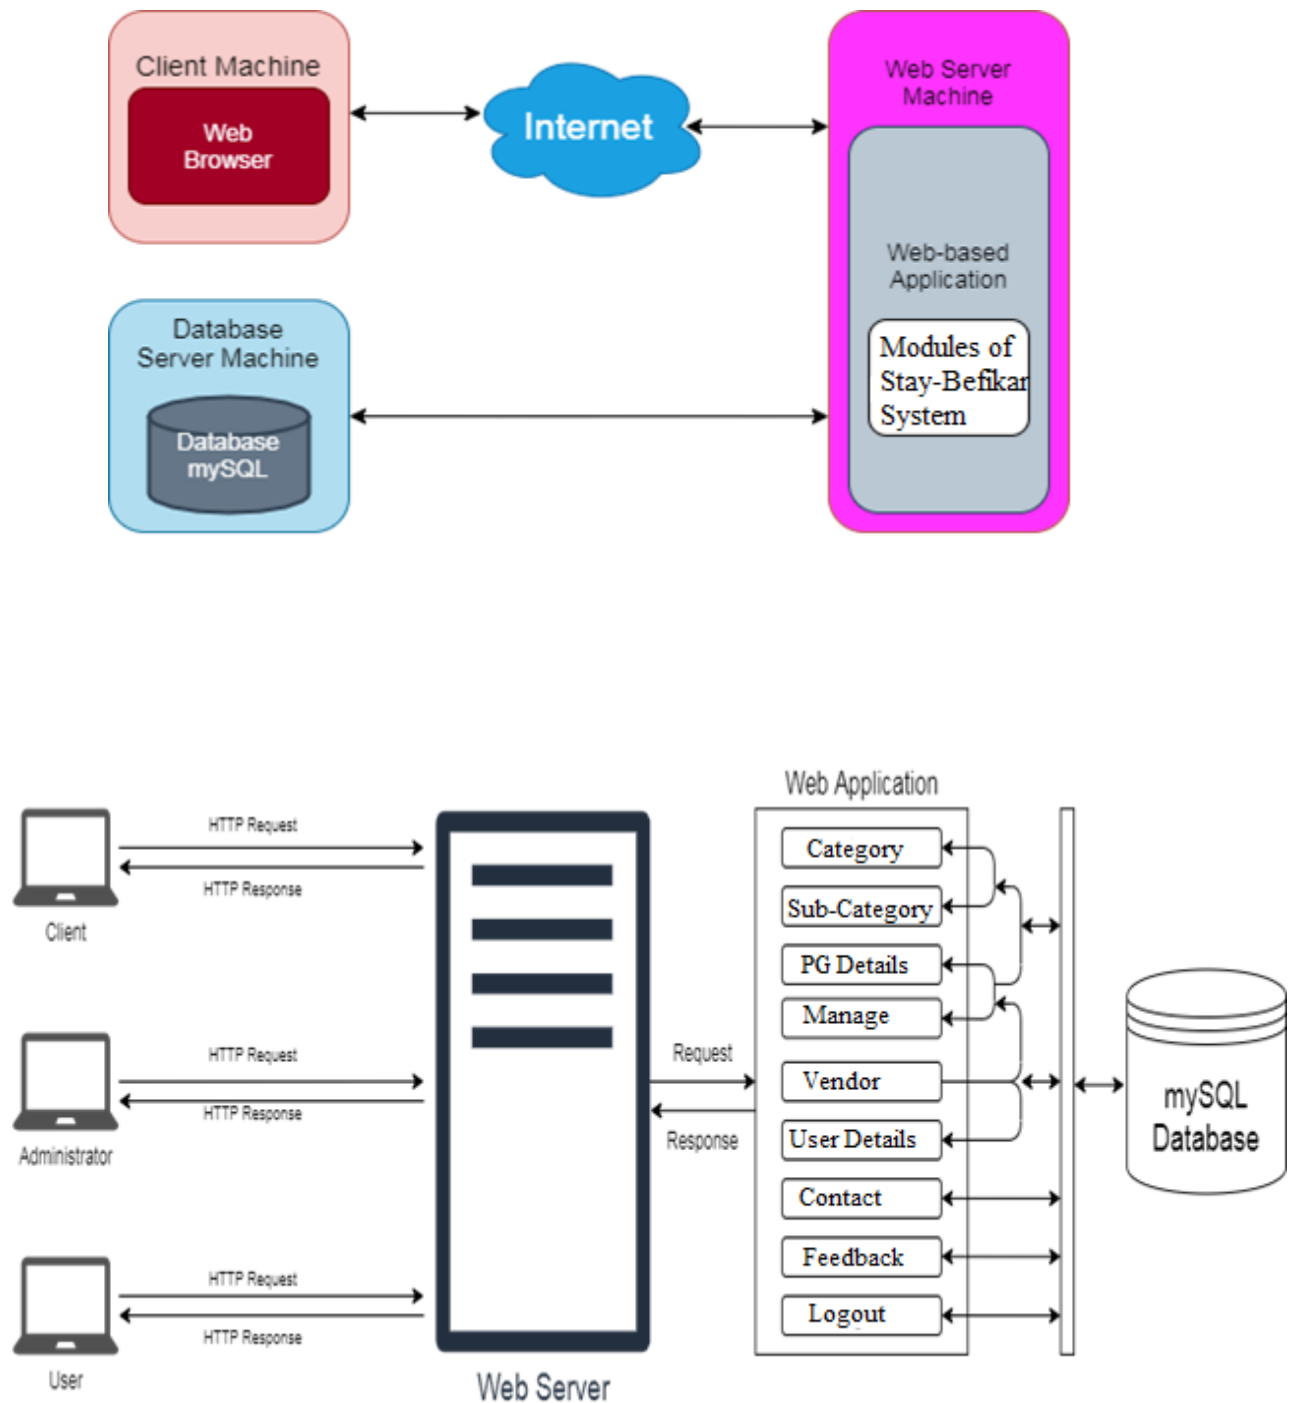 Client Machine
Web
Browser
Internet
Web Server
Machine
Web-based
Application
Modules of
Stay-Befikar
System
Database
Server Machine
Database
mySQL
Web Application
HTTP Request
HTTP Response
Client
HTTP Request
HTTP Response
Administrator
HTTP Request
HTTP Response
User
Web Server
Request
Response
Category
Sub-Category
PG Details
Manage
Vendor
User Details
Contact
Feedback
Logout
mySQL
Database